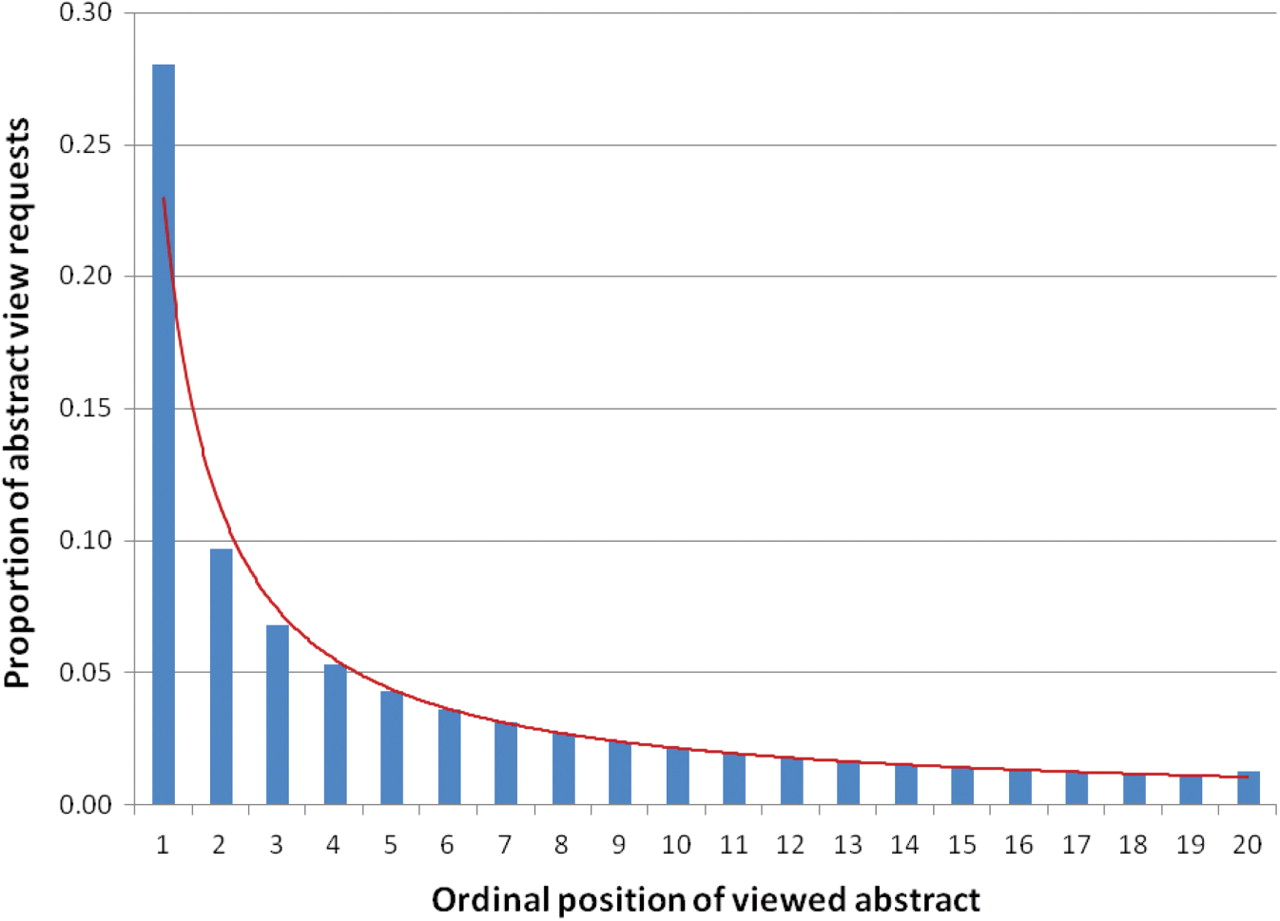 Proportion of abstract view requests
0.30
0.25
0.20
0.15
0.10
0.05
0.00
1 2 3 4 5 6 7 8 9 10 11 12 13 14 15 16 17 18 19 20
Ordinal position of viewed abstract